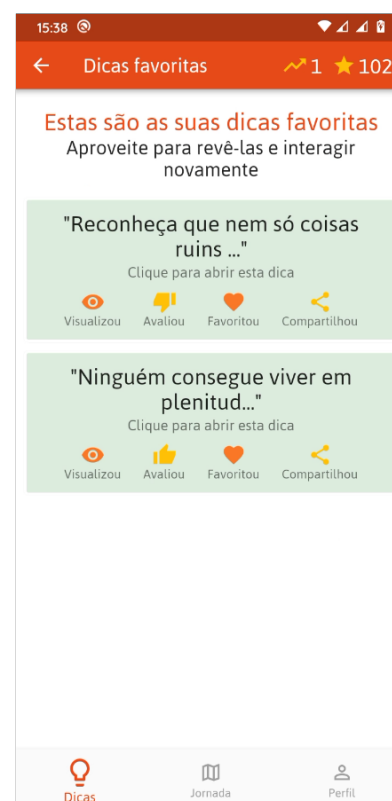 15:38
Dicas favoritas 1 102
Estas são as suas dicas favoritas
Aproveite para revê-las e interagir
novamente
"Reconheça que nem só coisas
ruins ..."
Clique para abrir esta dica
Visualizou Avaliou Favoritou Compartilhou
"Ninguém consegue viver em
plenitud..."
Clique para abrir esta dica
Visualizou Avaliou Favoritou Compartilhou
Dicas Jornada Perfil